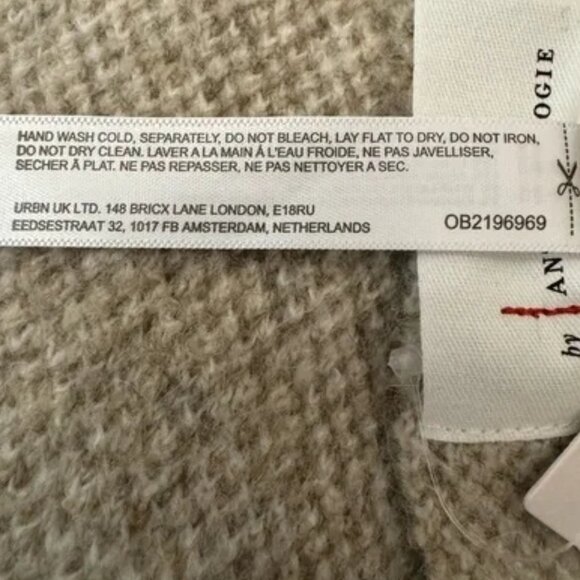 HAND WASH COLD, SEPARATELY, DO NOT BLEACH, LAY FLAT TO DRY, DO NOT IRON,
DO NOT DRY CLEAN. LAVER A LA MAIN Á L'EAU FROIDE, NE PAS JAVELLISER,
SECHER Á PLAT. NE PAS REPASSER, NE PAS NETTOYER A SEC.
URBN UK LTD. 148 BRICX LANE LONDON, E18RU
EEDSESTRAAT 32, 1017 FB AMSTERDAM, NETHERLANDS
OB2196969
by AN
OGIE